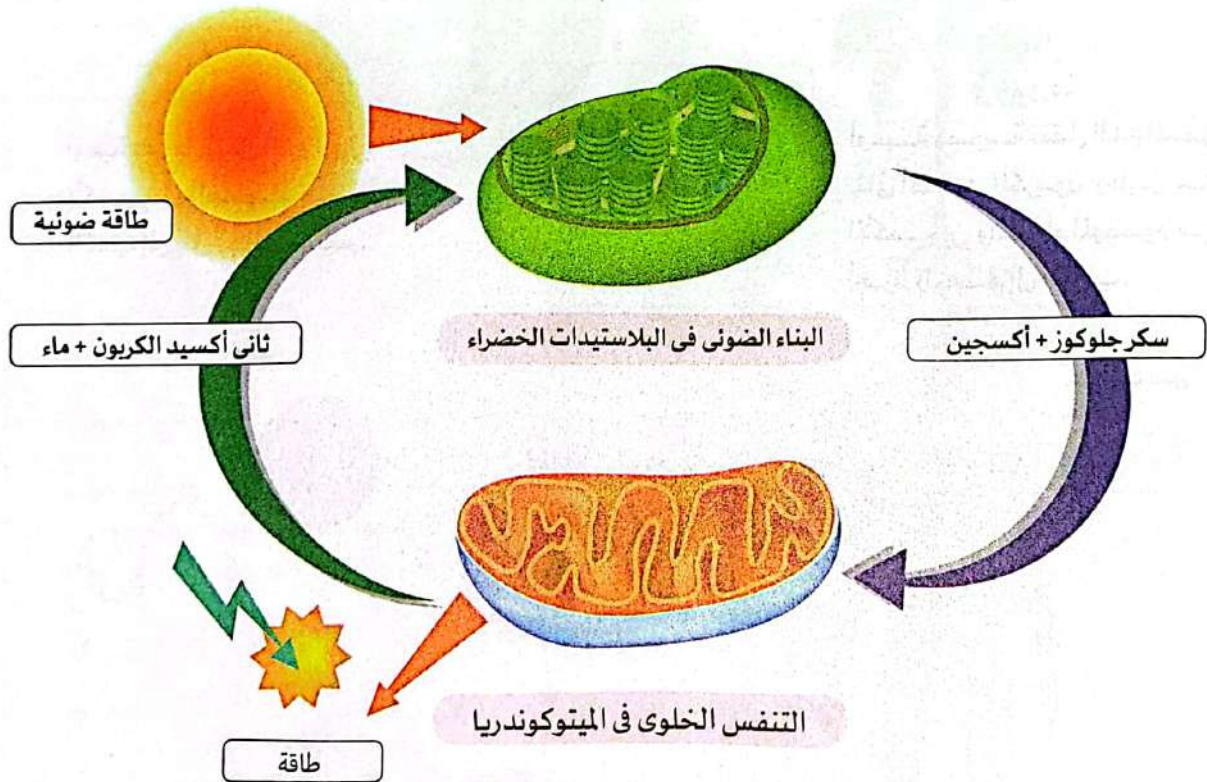 طاقة ضوئية
ثانى أكسيد الكربون + ماء
البناء الضوئى فى البلاستيدات الخضراء
سكر جلوكوز + أكسجين
التنفس الخلوى فى الميتوكوندريا
طاقة